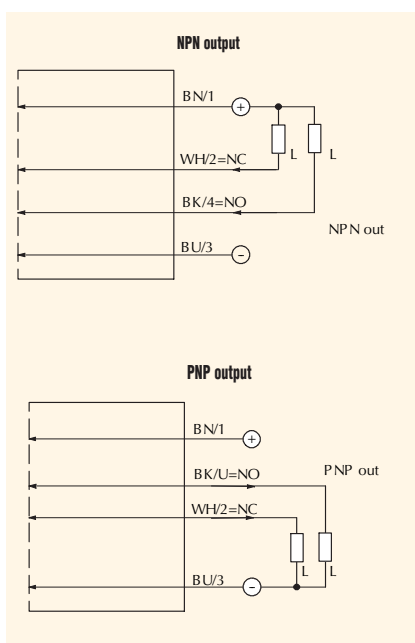 NPN output
BN/1
+
WH/2=NC
L
L
BK/4=NO
NPN out
BU/3
-
PNP output
BN/1
+
BK/U=NO
PNP out
WH/2=NC
L
L
BU/3
-